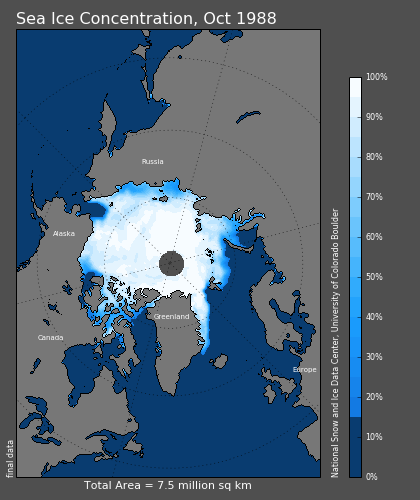 Sea Ice Concentration, Oct 1988
Russia
Alaska
Greenland
Canada
Europe
final data
Total Area = 7.5 million sq km
100%
90%
80%
70%
60%
50%
40%
30%
20%
10%
0%
National Snow and Ice Data Center, University of Colorado Boulder